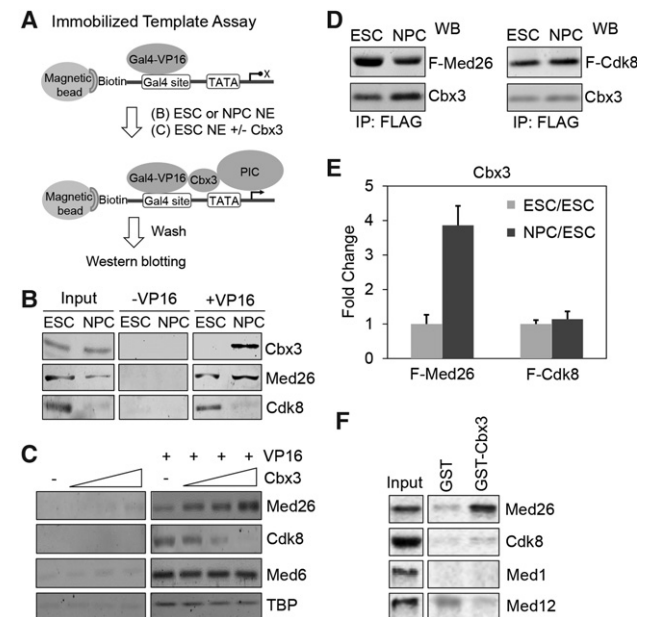 A Immobilized Template Assay
Gal4-VP16
Magnetic bead
Biotin
Gal4 site
TATA
x
(B) ESC or NPC NE
(C) ESC NE +/- Cbx3
Gal4-VP16
Cbx3
PIC
Magnetic bead
Biotin
Gal4 site
TATA
Wash
Western blotting
B
Input -VP16 +VP16
ESC NPC ESC NPC ESC NPC
Cbx3
Med26
Cdk8
C
+ + + + VP16
- - Cbx3
Med26
Cdk8
Med6
TBP
D
ESC NPC WB
F-Med26
Cbx3
IP: FLAG
ESC NPC WB
F-Cdk8
Cbx3
IP: FLAG
E
Cbx3
Fold Change
5
4
3
2
1
0
ESC/ESC
NPC/ESC
F-Med26 F-Cdk8
F
Input GST GST-Cbx3
Med26
Cdk8
Med1
Med12